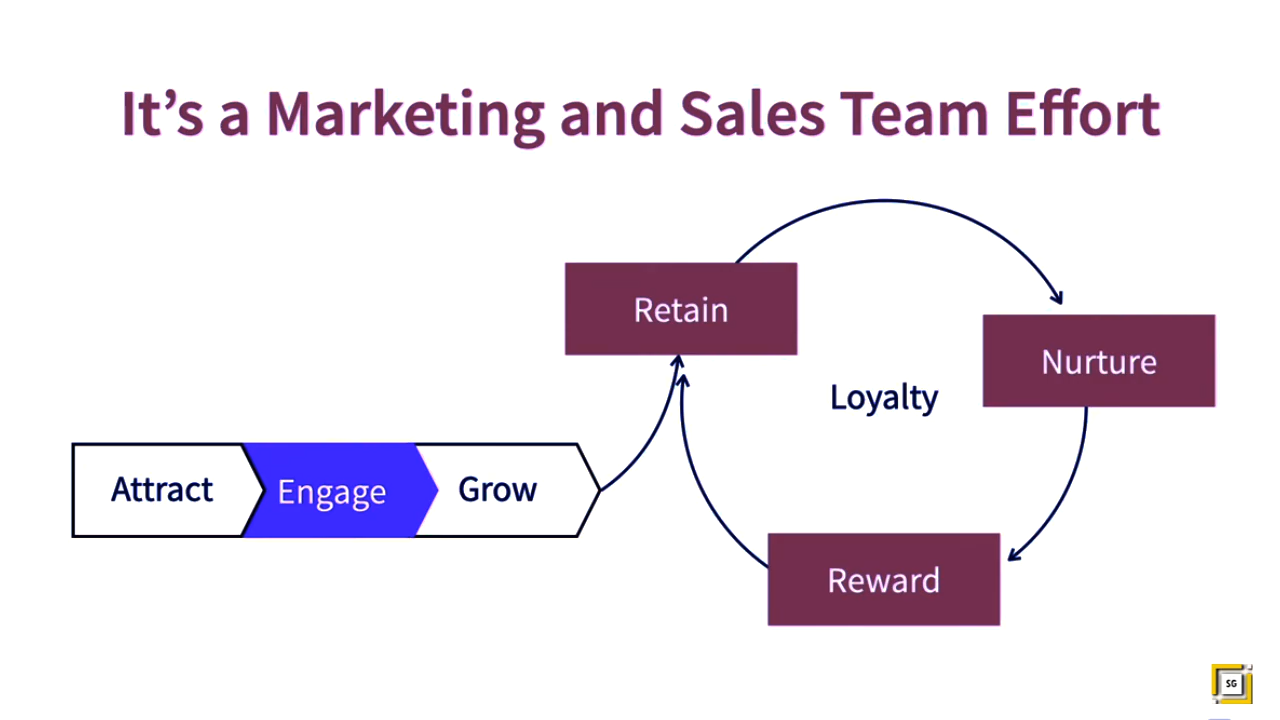 It's a Marketing and Sales Team Effort
Retain
Nurture
Loyalty
Attract
Engage
Grow
Reward
SG